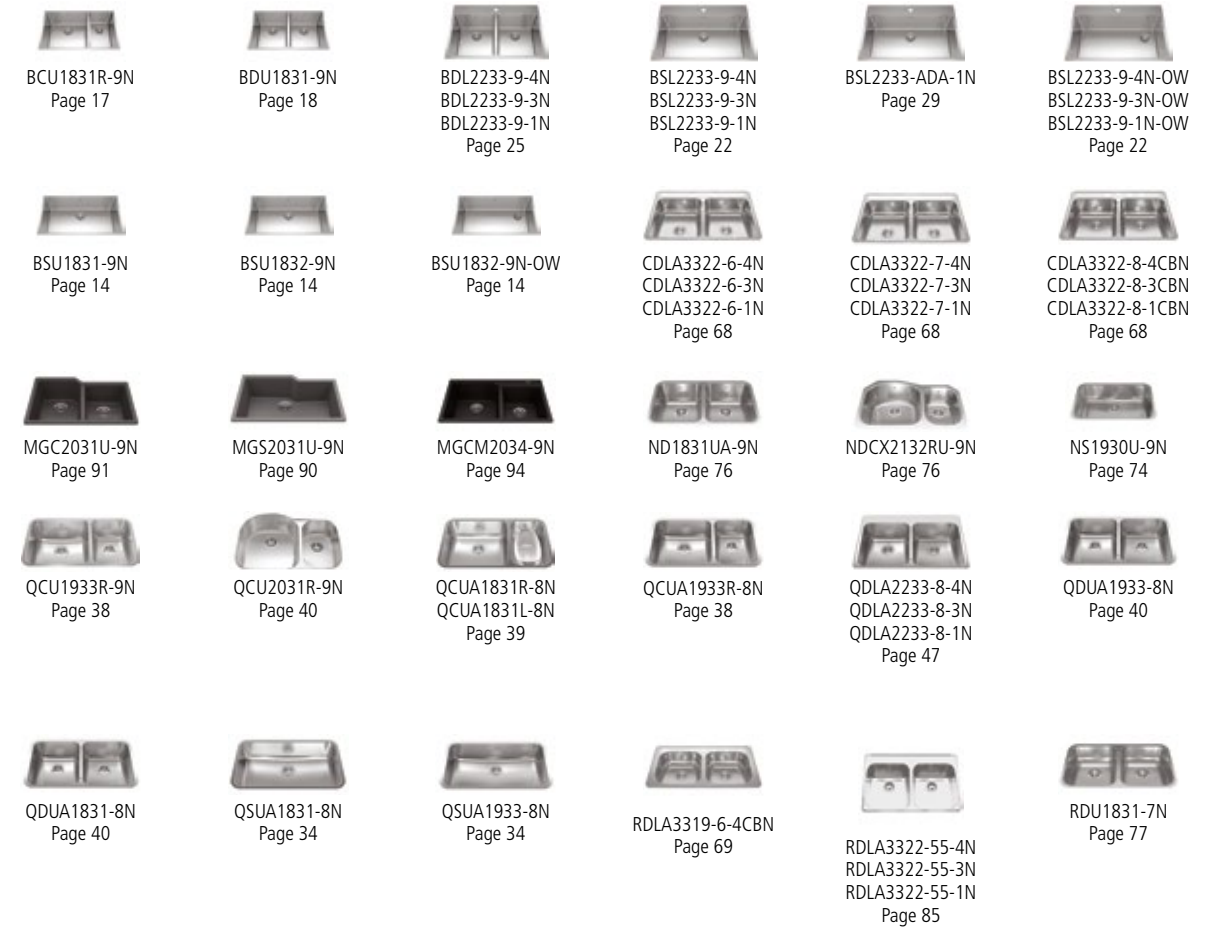 BCU1831R-9N
Page 17
BDU1831-9N
Page 18
BDL2233-9-4N
BDL2233-9-3N
BDL2233-9-1N
Page 25
BSL2233-9-4N
BSL2233-9-3N
BSL2233-9-1N
Page 22
BSL2233-ADA-1N
Page 29
BSL2233-9-4N-OW
BSL2233-9-3N-OW
BSL2233-9-1N-OW
Page 22
BSU1831-9N
Page 14
BSU1832-9N
Page 14
BSU1832-9N-OW
Page 14
CDLA3322-6-4N
CDLA3322-6-3N
CDLA3322-6-1N
Page 68
CDLA3322-7-4N
CDLA3322-7-3N
CDLA3322-7-1N
Page 68
CDLA3322-8-4CBN
CDLA3322-8-3CBN
CDLA3322-8-1CBN
Page 68
MGC2031U-9N
Page 91
MGS2031U-9N
Page 90
MGCM2034-9N
Page 94
ND1831UA-9N
Page 76
NDCX2132RU-9N
Page 76
NS1930U-9N
Page 74
QCU1933R-9N
Page 38
QCU2031R-9N
Page 40
QCUA1831R-8N
QCUA1831L-8N
Page 39
QCUA1933R-8N
Page 38
QDLA2233-8-4N
QDLA2233-8-3N
QDLA2233-8-1N
Page 47
QDUA1933-8N
Page 40
QDUA1831-8N
Page 40
QSUA1831-8N
Page 34
QSUA1933-8N
Page 34
RDLA3319-6-4CBN
Page 69
RDLA3322-55-4N
RDLA3322-55-3N
RDLA3322-55-1N
Page 85
RDU1831-7N
Page 77